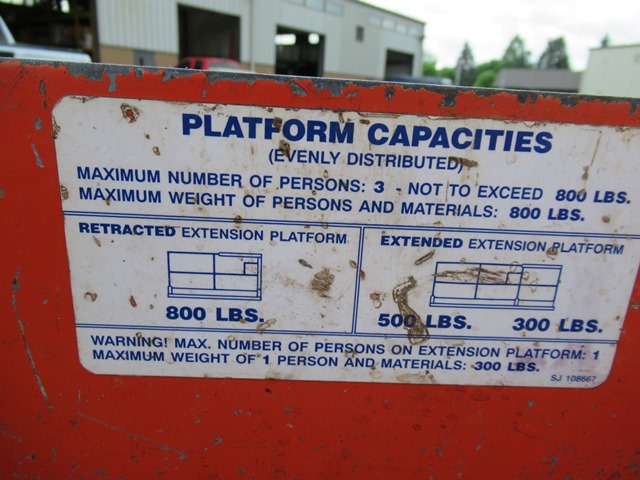 PLATFORM CAPACITIES
(EVENLY DISTRIBUTED)
MAXIMUM NUMBER OF PERSONS: 3 - NOT TO EXCEED 800 LBS.
MAXIMUM WEIGHT OF PERSONS AND MATERIALS: 800 LBS.
RETRACTED EXTENSION PLATFORM
800 LBS.
EXTENDED EXTENSION PLATFORM
500 LBS. 300 LBS.
WARNING! MAX. NUMBER OF PERSONS ON EXTENSION PLATFORM: 1
MAXIMUM WEIGHT OF 1 PERSON AND MATERIALS: 300 LBS.
SJ 108667